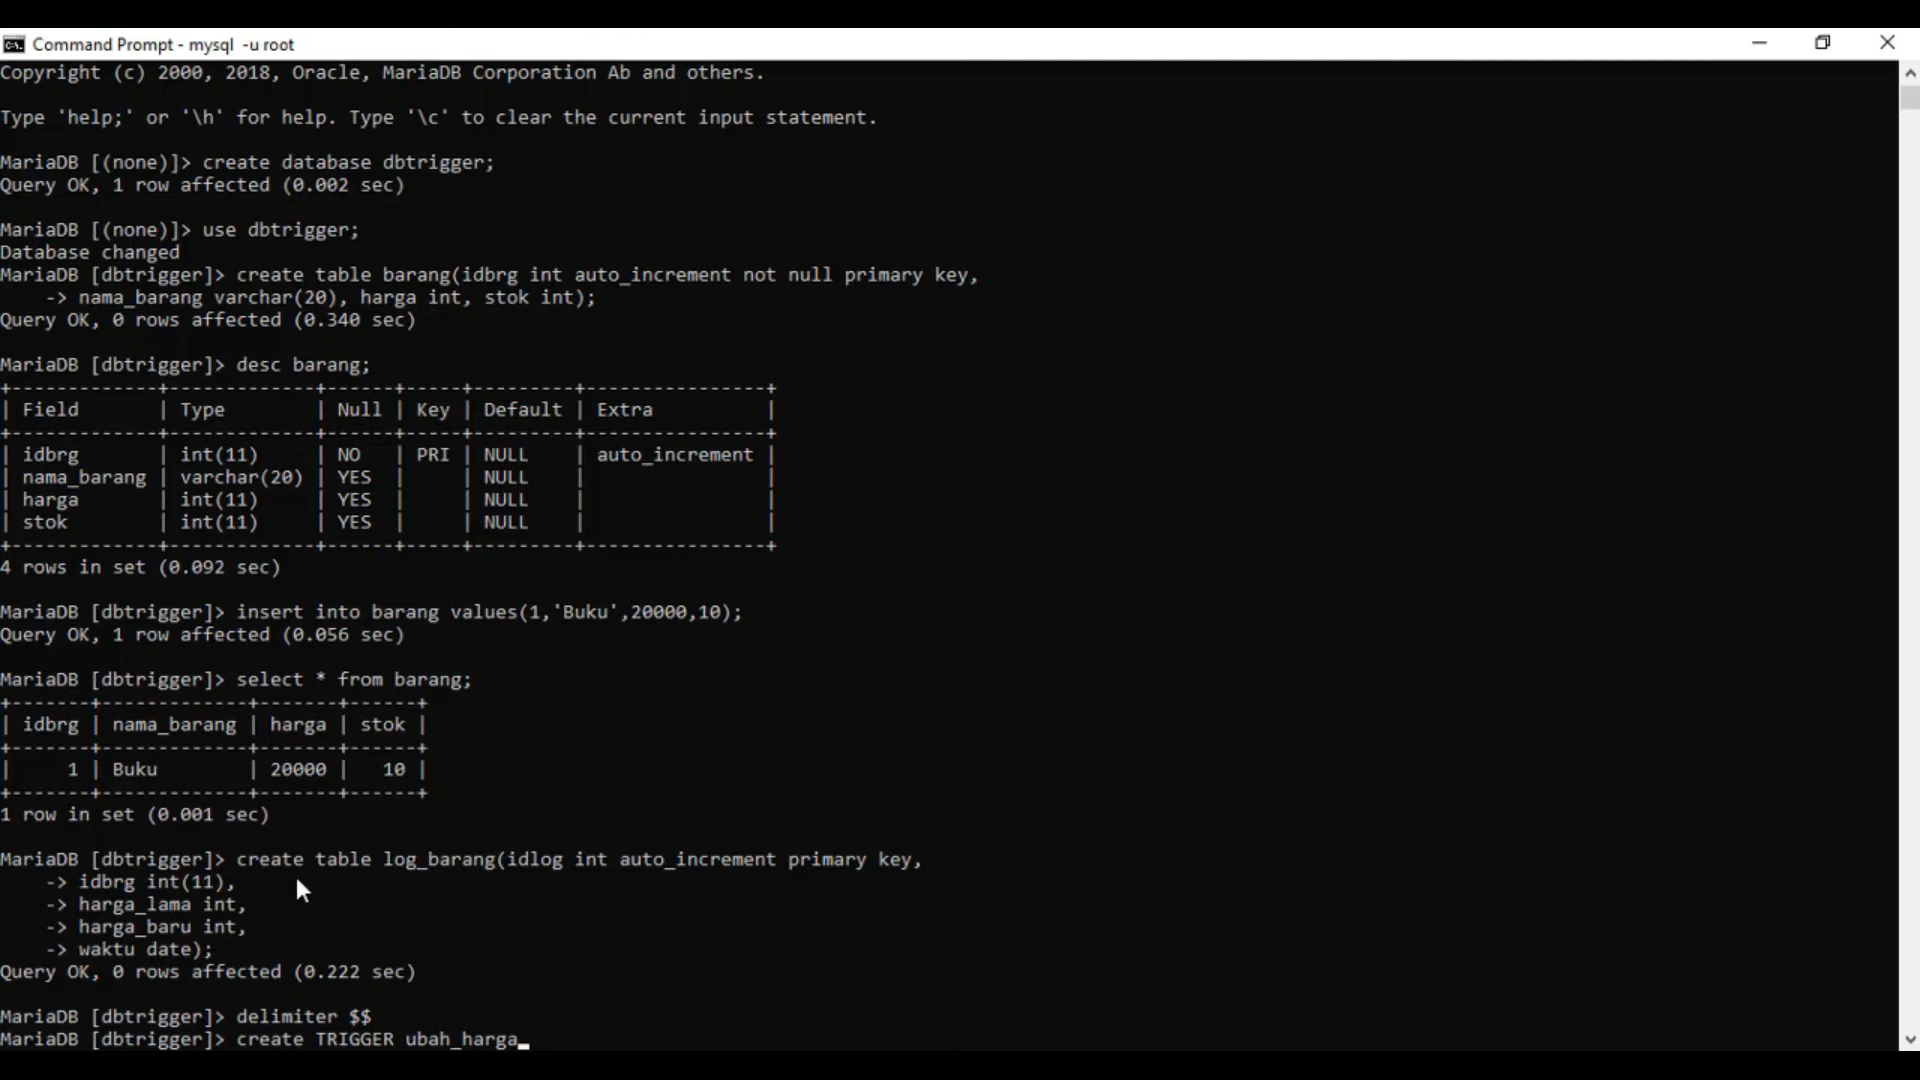 Command Prompt - mysql  -u root
Copyright (c) 2000, 2018, Oracle, MariaDB Corporation Ab and others.
Type 'help;' or '\h' for help. Type '\c' to clear the current input statement.
MariaDB [(none)]> create database dbtrigger;
Query OK, 1 row affected (0.002 sec)
MariaDB [(none)]> use dbtrigger;
Database changed
MariaDB [dbtrigger]> create table barang(idbrg int auto_increment not null primary key,
    -> nama_barang varchar(20), harga int, stok int);
Query OK, 0 rows affected (0.340 sec)
MariaDB [dbtrigger]> desc barang;
+-------------+-------------+------+-----+---------+----------------+
| Field       | Type        | Null | Key | Default | Extra          |
+-------------+-------------+------+-----+---------+----------------+
| idbrg       | int(11)     | NO   | PRI | NULL    | auto_increment |
| nama_barang | varchar(20) | YES  |     | NULL    |                |
| harga       | int(11)     | YES  |     | NULL    |                |
| stok        | int(11)     | YES  |     | NULL    |                |
+-------------+-------------+------+-----+---------+----------------+
4 rows in set (0.092 sec)
MariaDB [dbtrigger]> insert into barang values(1,'Buku',20000,10);
Query OK, 1 row affected (0.056 sec)
MariaDB [dbtrigger]> select * from barang;
+-------+-------------+-------+------+
| idbrg | nama_barang | harga | stok |
+-------+-------------+-------+------+
|     1 | Buku        | 20000 |   10 |
+-------+-------------+-------+------+
1 row in set (0.001 sec)
MariaDB [dbtrigger]> create table log_barang(idlog int auto_increment primary key,
    -> idbrg int(11),
    -> harga_lama int,
    -> harga_baru int,
    -> waktu date);
Query OK, 0 rows affected (0.222 sec)
MariaDB [dbtrigger]> delimiter $$
MariaDB [dbtrigger]> create TRIGGER ubah_harga